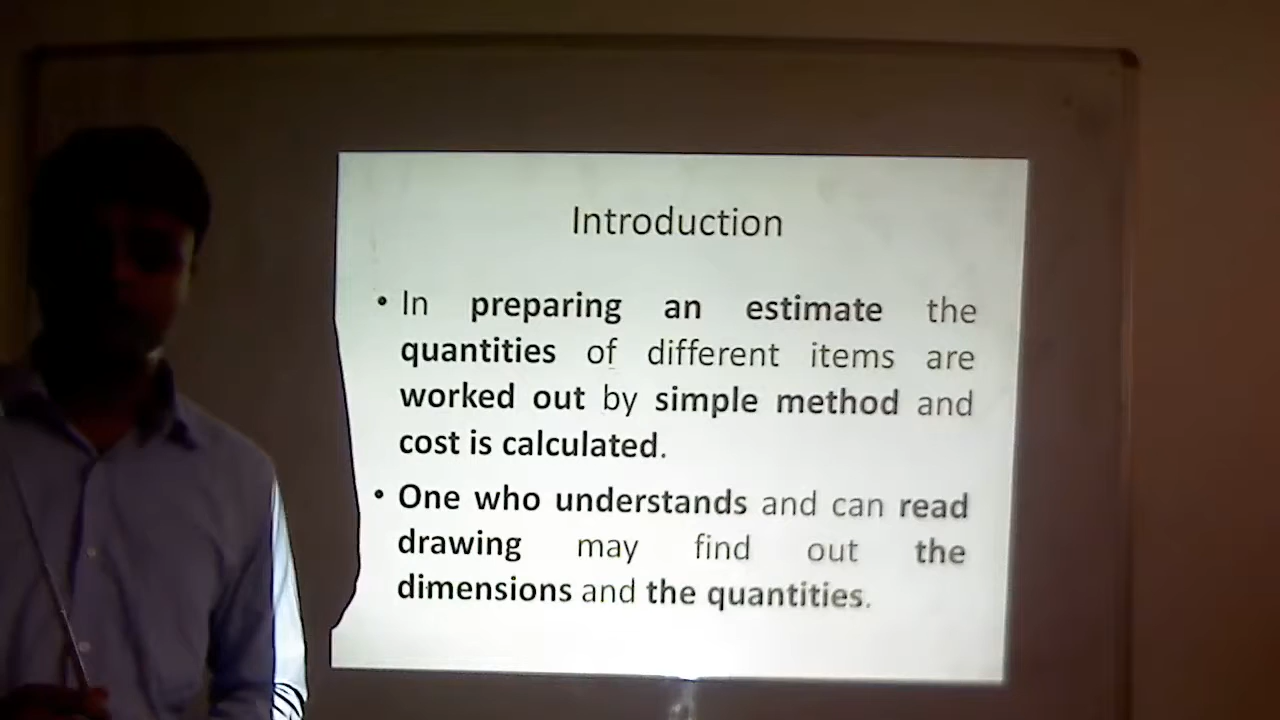 Introduction
• In preparing an estimate the
quantities of different items are
worked out by simple method and
cost is calculated.
• One who understands and can read
drawing may find out the
dimensions and the quantities.